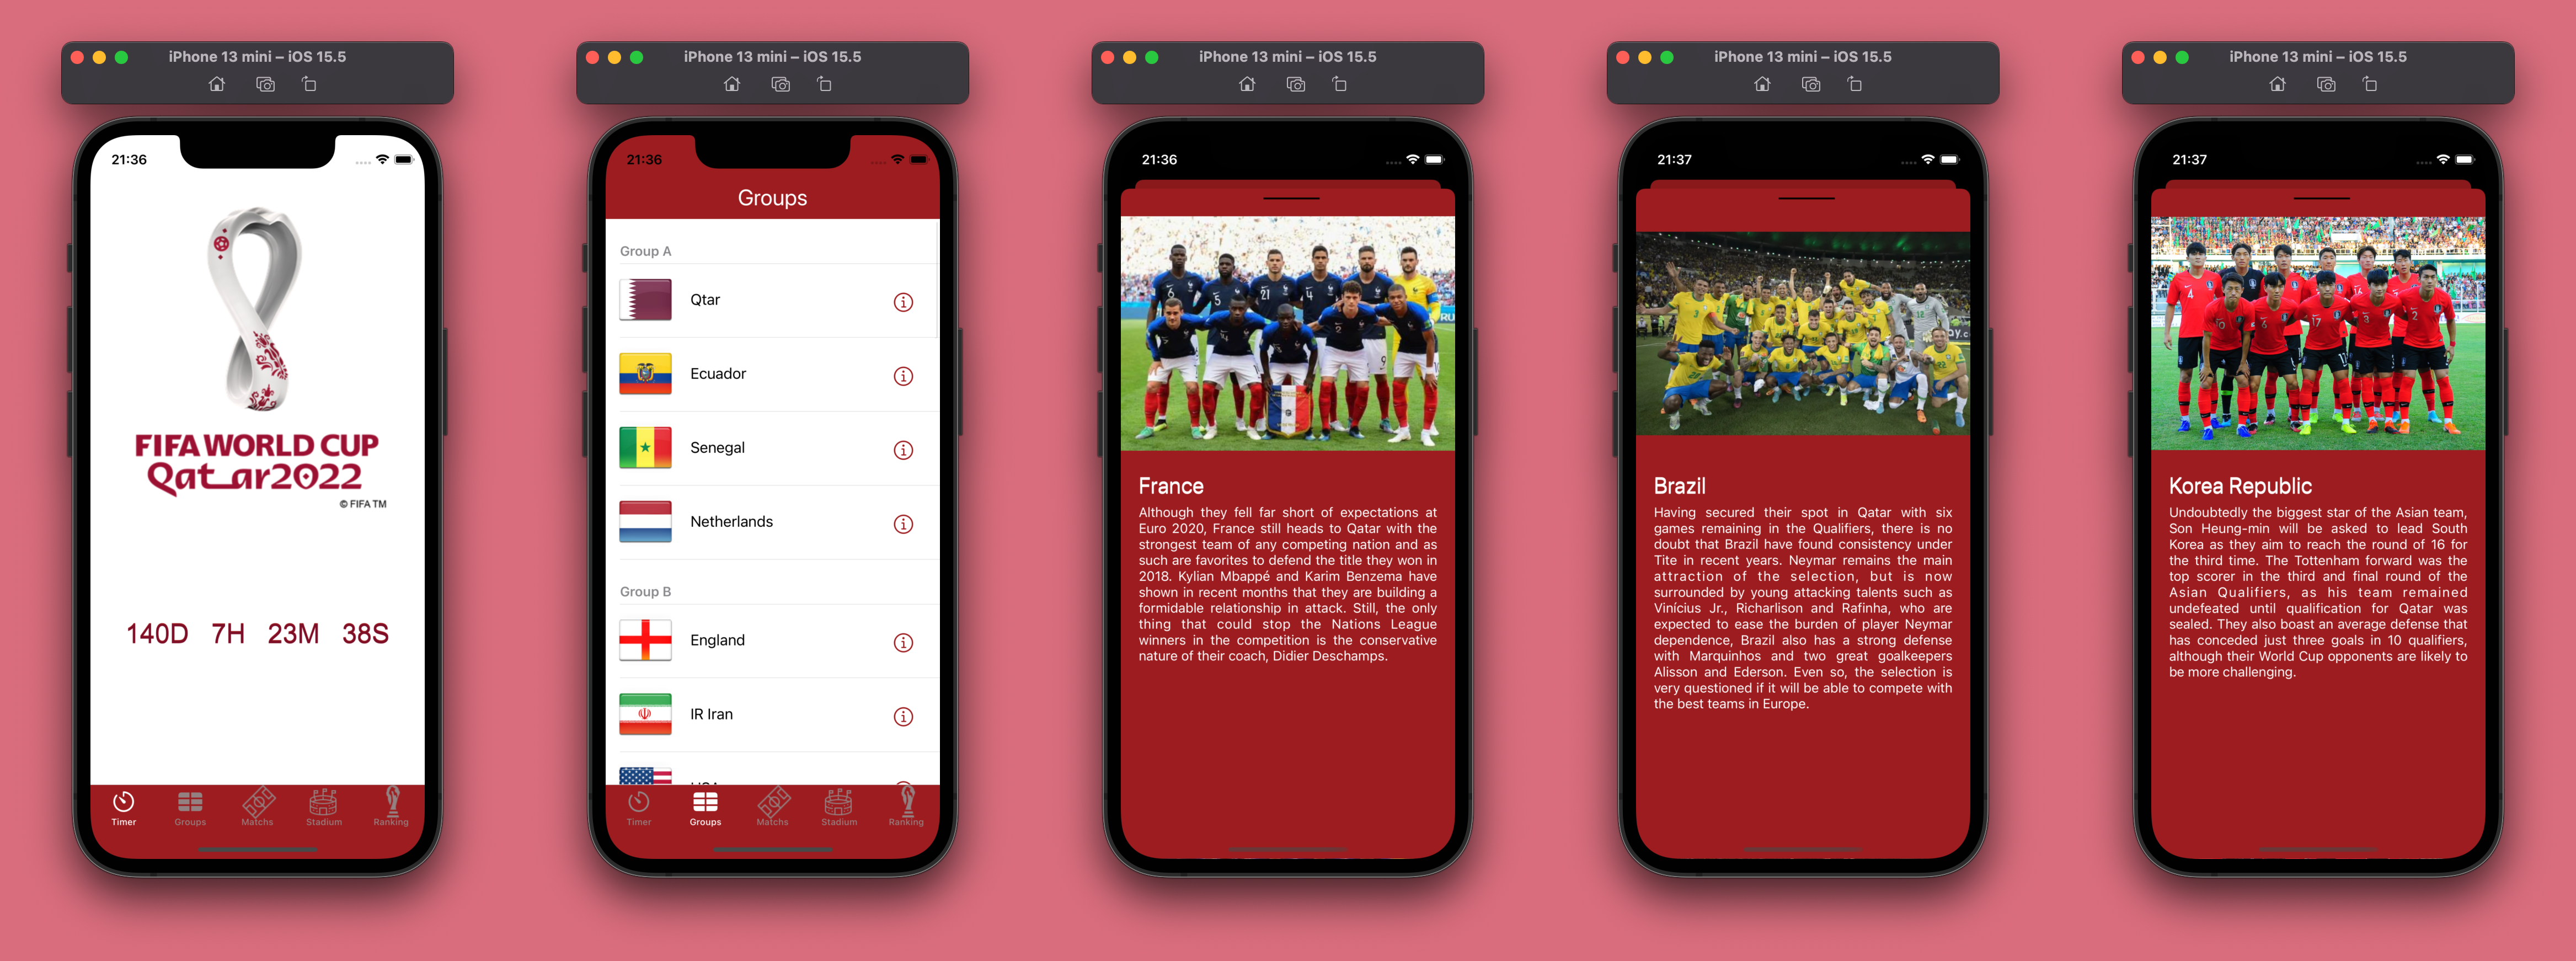 iPhone 13 mini – iOS 15.5
21:36
FIFA WORLD CUP
Qatar2022
© FIFA TM
140D 7H 23M 38S
Timer Groups Matchs Stadium Ranking
iPhone 13 mini – iOS 15.5
21:36
Groups
Group A
Qtar
Ecuador
Senegal
Netherlands
Group B
England
IR Iran
Timer Groups Matchs Stadium Ranking
iPhone 13 mini – iOS 15.5
21:36
France
Although they fell far short of expectations at
Euro 2020, France still heads to Qatar with the
strongest team of any competing nation and as
such are favorites to defend the title they won in
2018. Kylian Mbappé and Karim Benzema have
shown in recent months that they are building a
formidable relationship in attack. Still, the only
thing that could stop the Nations League
winners in the competition is the conservative
nature of their coach, Didier Deschamps.
iPhone 13 mini – iOS 15.5
21:37
Brazil
Having secured their spot in Qatar with six
games remaining in the Qualifiers, there is no
doubt that Brazil have found consistency under
Tite in recent years. Neymar remains the main
attraction of the selection, but is now
surrounded by young attacking talents such as
Vinícius Jr., Richarlison and Rafinha, who are
expected to ease the burden of player Neymar
dependence, Brazil also has a strong defense
with Marquinhos and two great goalkeepers
Alisson and Ederson. Even so, the selection is
very questioned if it will be able to compete with
the best teams in Europe.
iPhone 13 mini – iOS 15.5
21:37
Korea Republic
Undoubtedly the biggest star of the Asian team,
Son Heung-min will be asked to lead South
Korea as they aim to reach the round of 16 for
the third time. The Tottenham forward was the
top scorer in the third and final round of the
Asian Qualifiers, as his team remained
undefeated until qualification for Qatar was
sealed. They also boast an average defense that
has conceded just three goals in 10 qualifiers,
although their World Cup opponents are likely to
be more challenging.